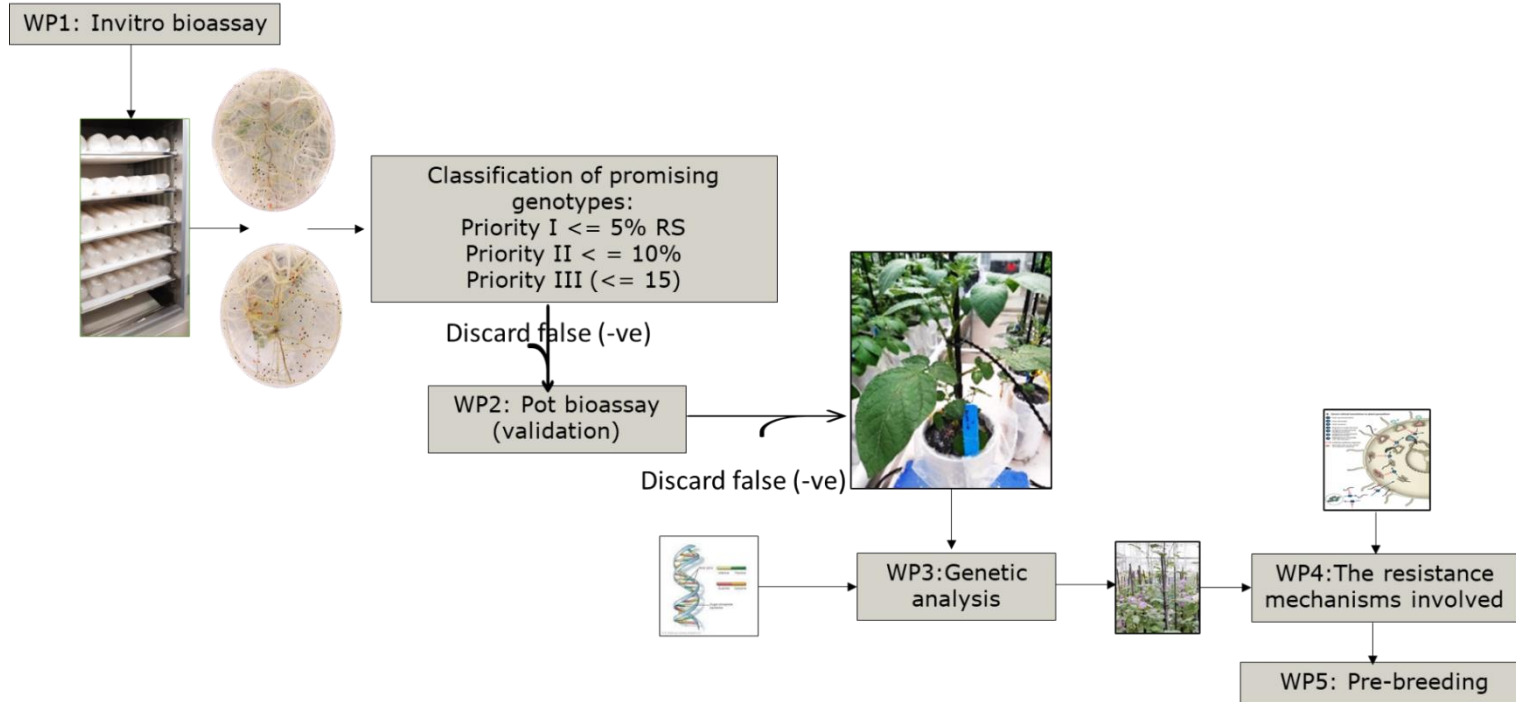 WP1: Invitro bioassay
Classification of promising
genotypes:
Priority I <= 5% RS
Priority II < = 10%
Priority III (<= 15)
Discard false (-ve)
WP2: Pot bioassay
(validation)
Discard false (-ve)
WP3:Genetic
analysis
WP4:The resistance
mechanisms involved
WP5: Pre-breeding